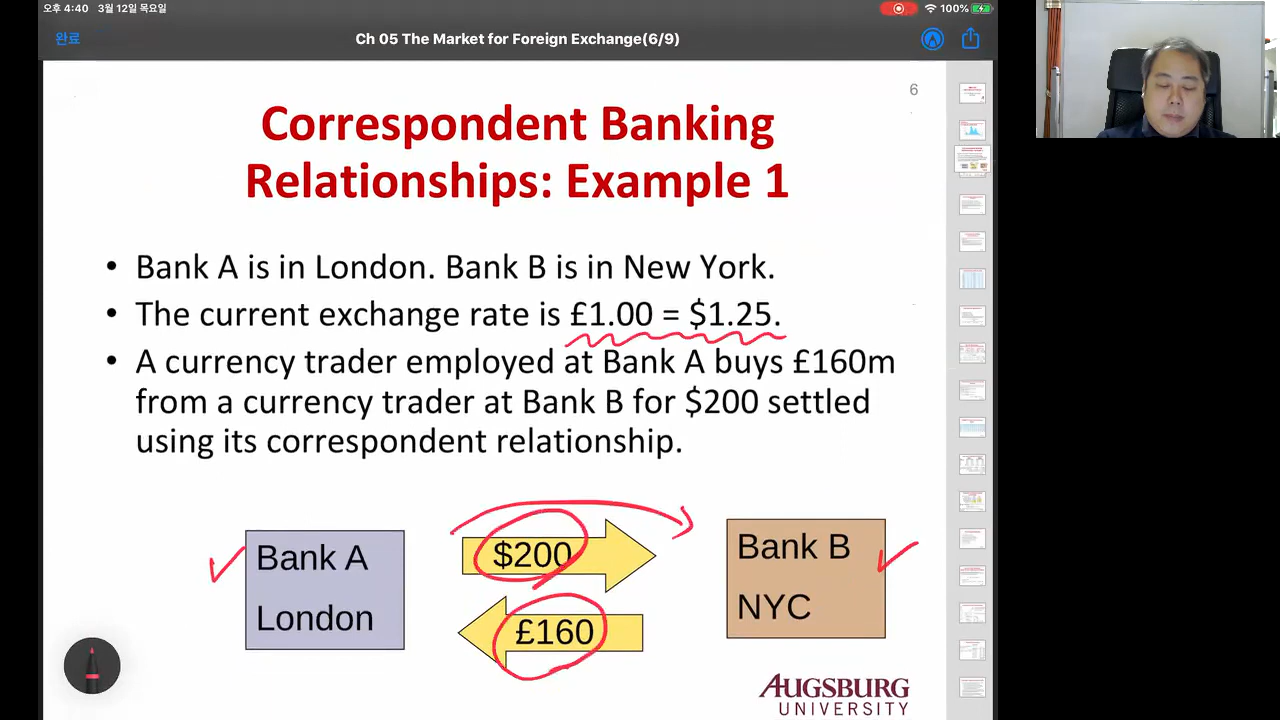 오후 4:40 3월 12일 목요일
100%
완료
Ch 05 The Market for Foreign Exchange(6/9)
6
Correspondent Banking
Relationships: Example 1
• Bank A is in London. Bank B is in New York.
• The current exchange rate is £1.00 = $1.25.
• A currency trader employed at Bank A buys £160m
from a currency trader at Bank B for $200 settled
using its correspondent relationship.
Bank A
London
$200
£160
Bank B
NYC
AUGSBURG
UNIVERSITY